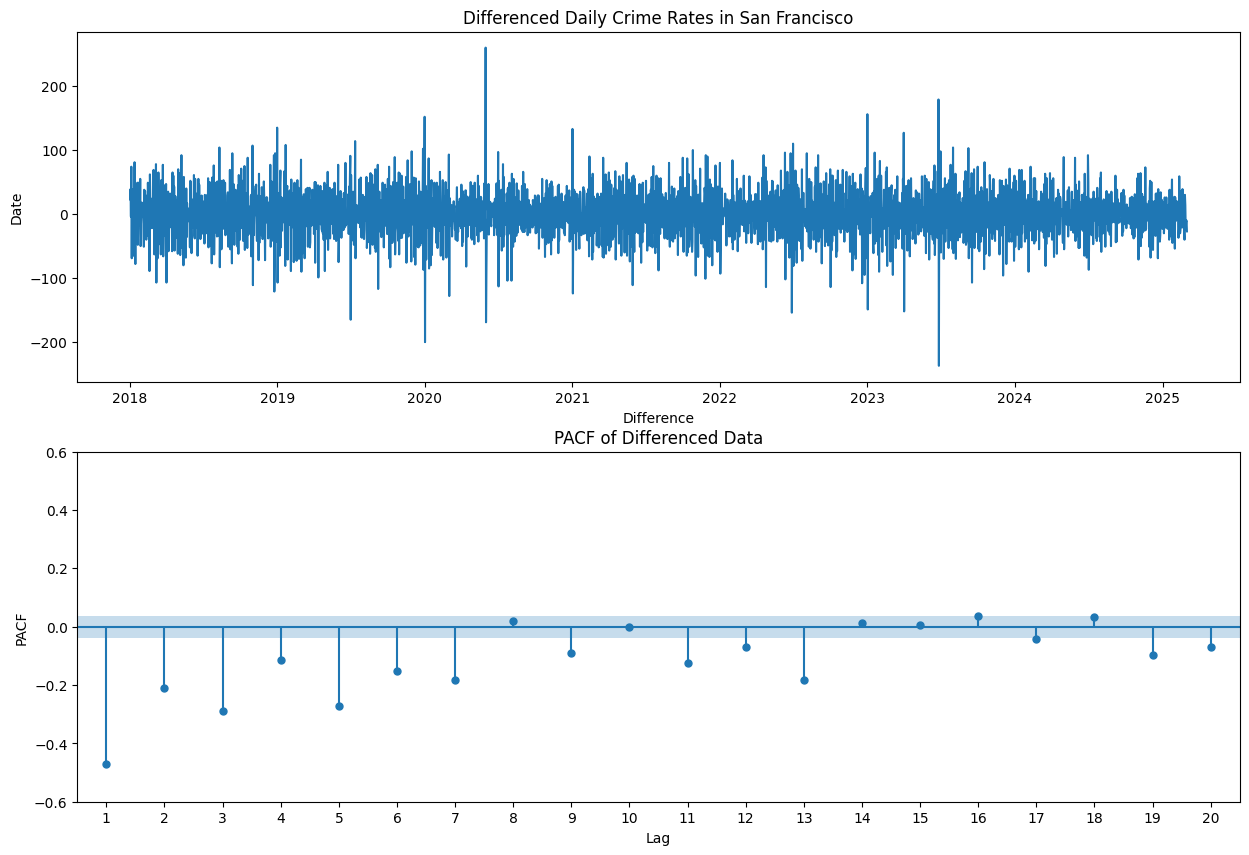 Differenced Daily Crime Rates in San Francisco
200
100
0
−100
−200
Date
2018 2019 2020 2021 2022 2023 2024 2025
Difference
PACF of Differenced Data
0.6
0.4
0.2
0.0
−0.2
−0.4
−0.6
PACF
1 2 3 4 5 6 7 8 9 10 11 12 13 14 15 16 17 18 19 20
Lag